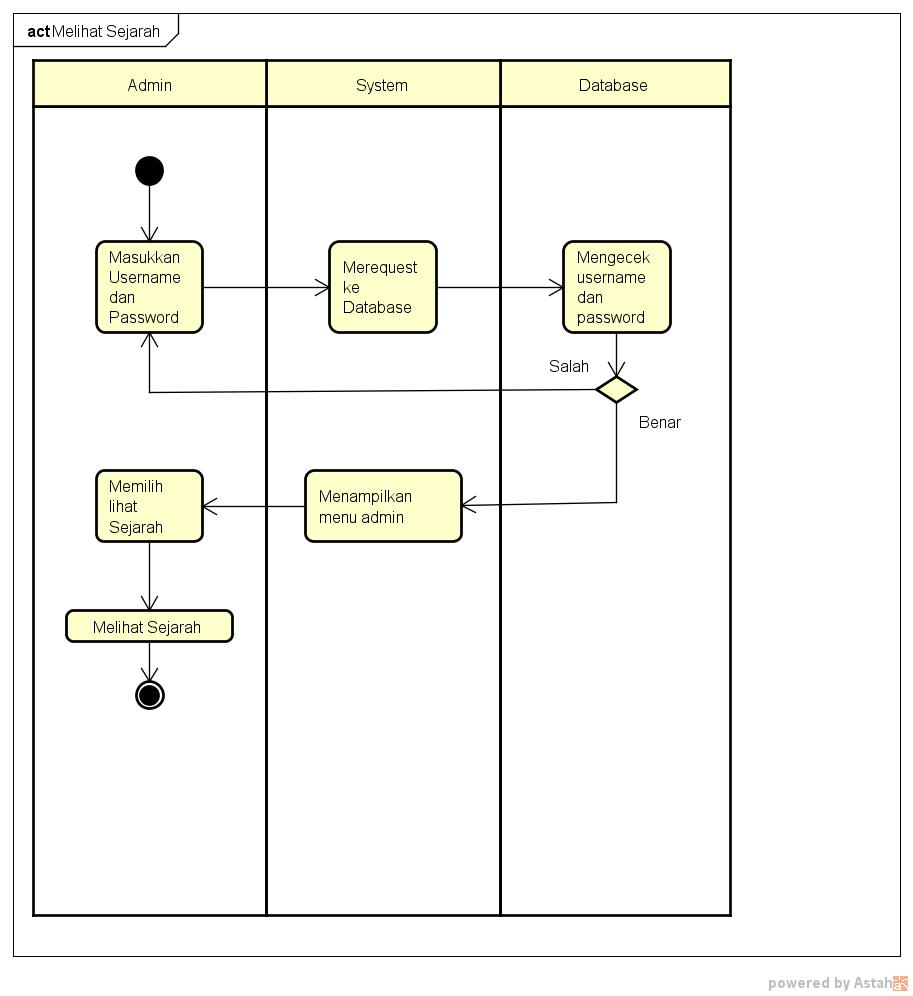 act Melihat Sejarah
Admin
System
Database
Masukkan
Username
dan
Password
Merequest
ke
Database
Mengecek
username
dan
password
Salah
Benar
Memilih
lihat
Sejarah
Menampilkan
menu admin
Melihat Sejarah
powered by Astah